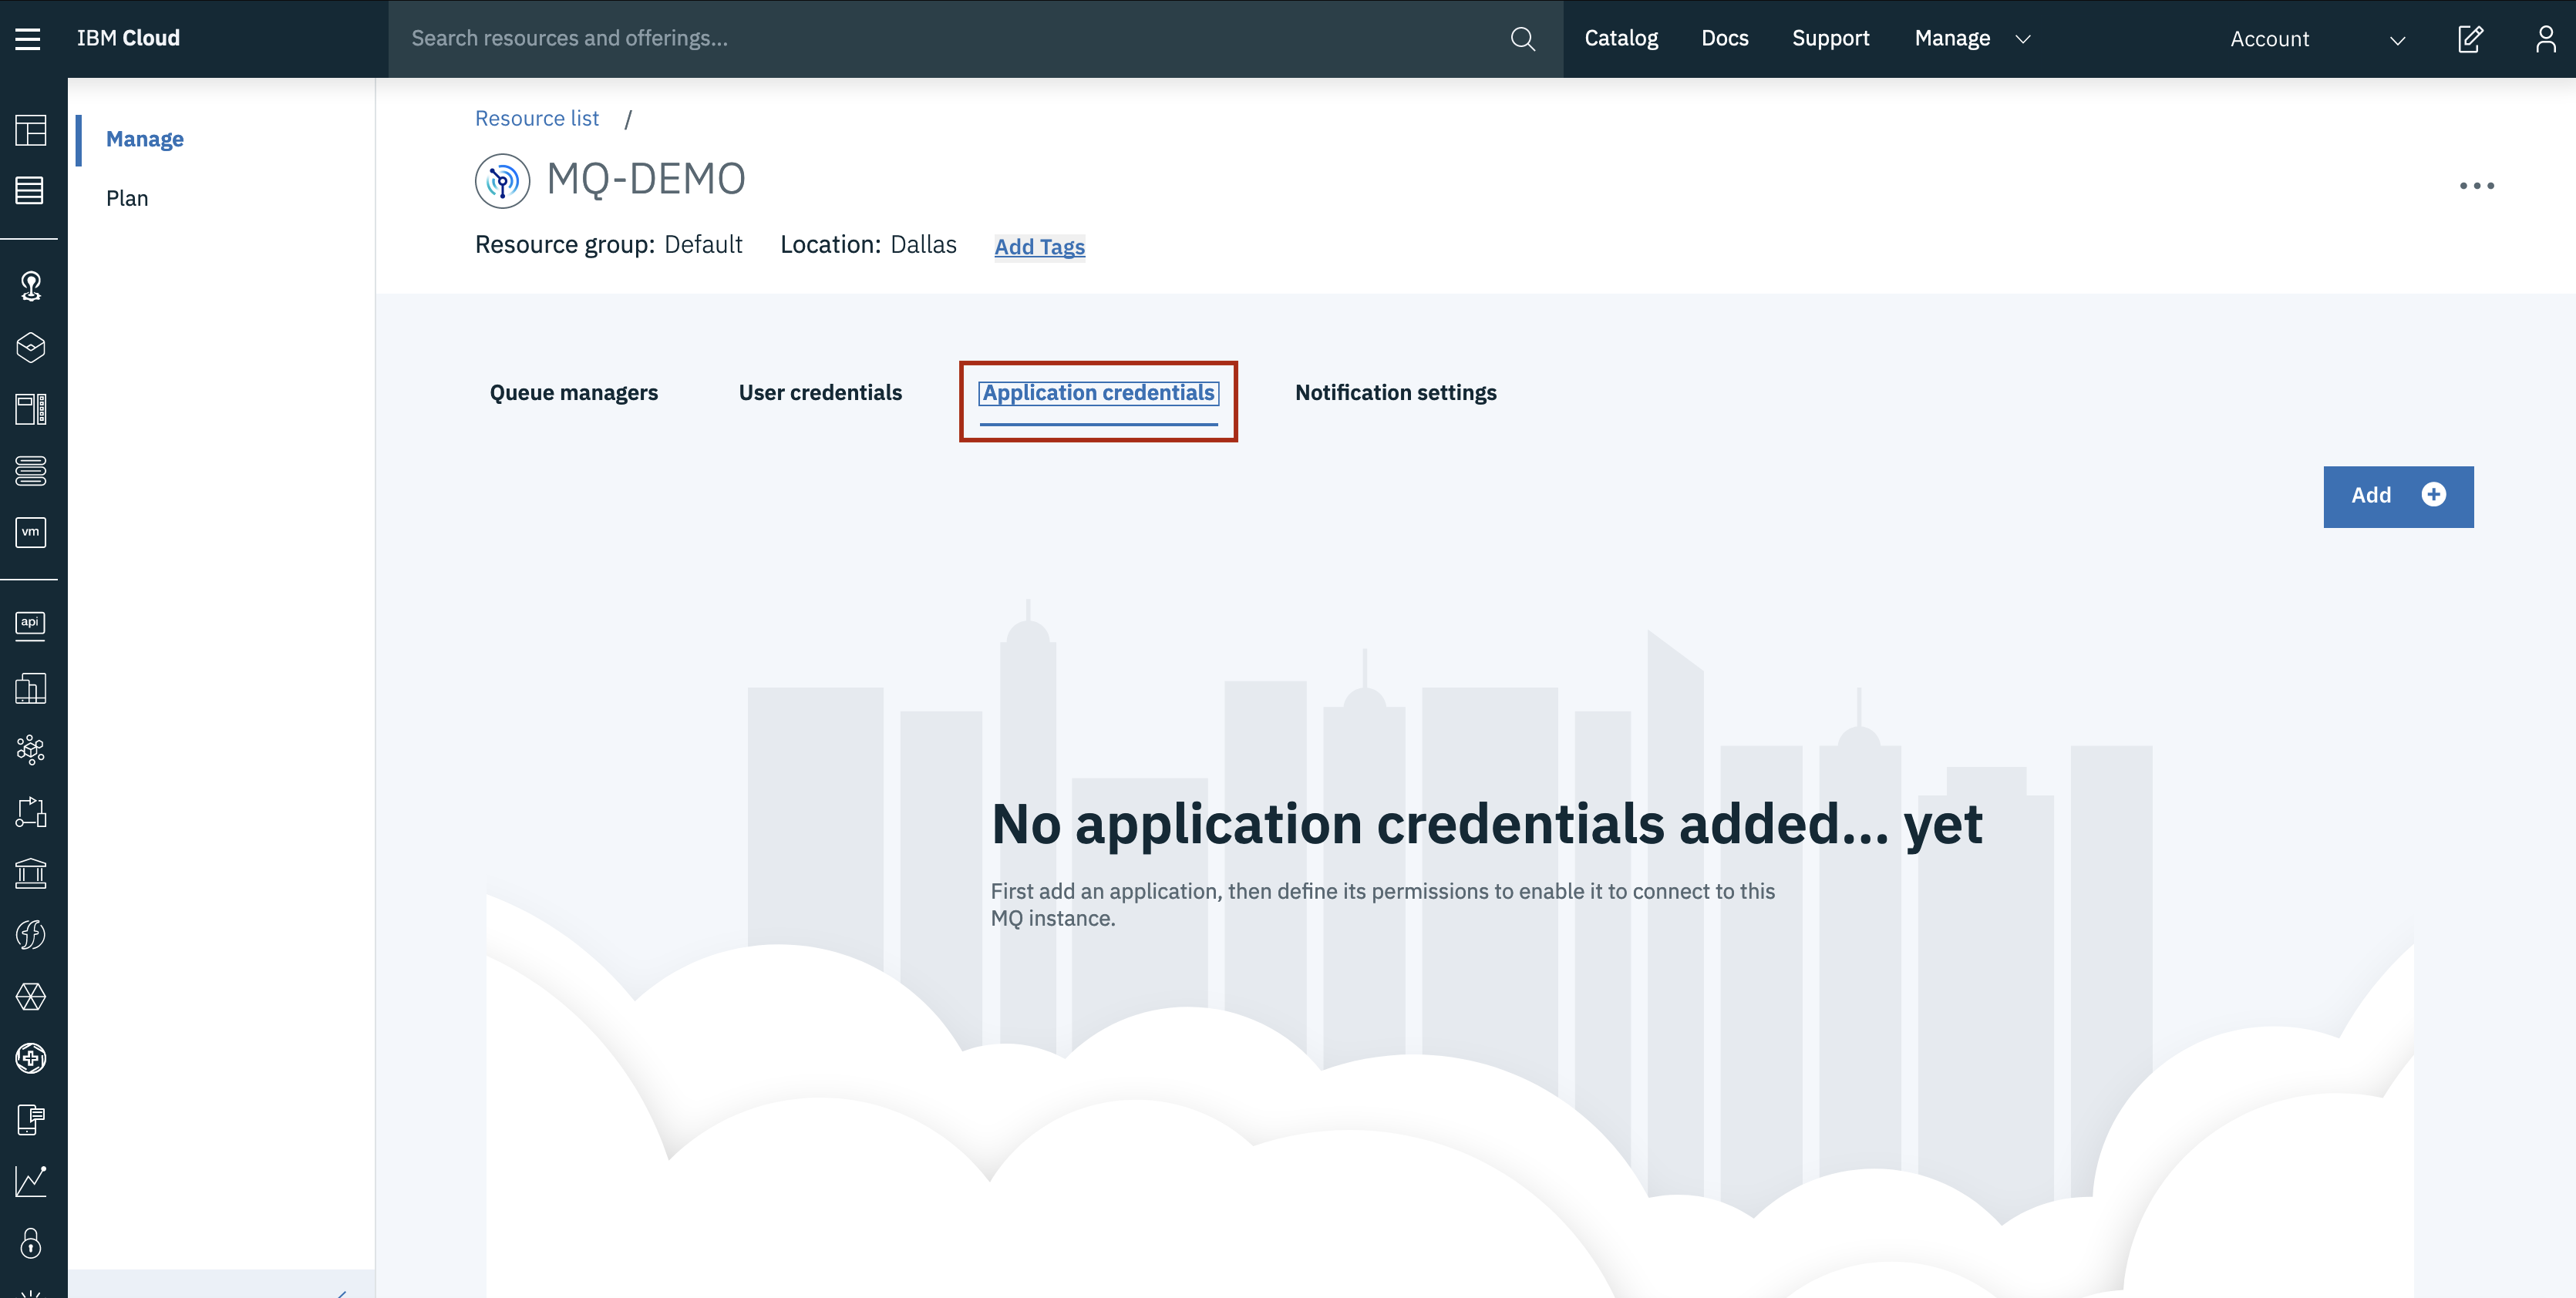 IBM Cloud
Search resources and offerings...
Catalog
Docs
Support
Manage
Account
Manage
Plan
Resource list /
MQ-DEMO
Resource group: Default Location: Dallas Add Tags
Queue managers
User credentials
Application credentials
Notification settings
Add
vm
api
No application credentials added... yet
First add an application, then define its permissions to enable it to connect to this
MQ instance.